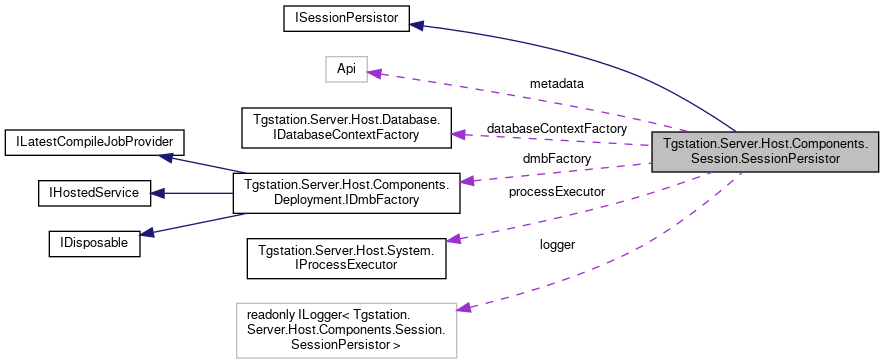 ISessionPersistor
Api
metadata
Tgstation.Server.Host.Database.
IDatabaseContextFactory
databaseContextFactory
Tgstation.Server.Host.Components.
Session.SessionPersistor
ILatestCompileJobProvider
dmbFactory
IHostedService
Tgstation.Server.Host.Components.
Deployment.IDmbFactory
processExecutor
IDisposable
Tgstation.Server.Host.System.
IProcessExecutor
logger
readonly ILogger< Tgstation.
Server.Host.Components.Session.
SessionPersistor >